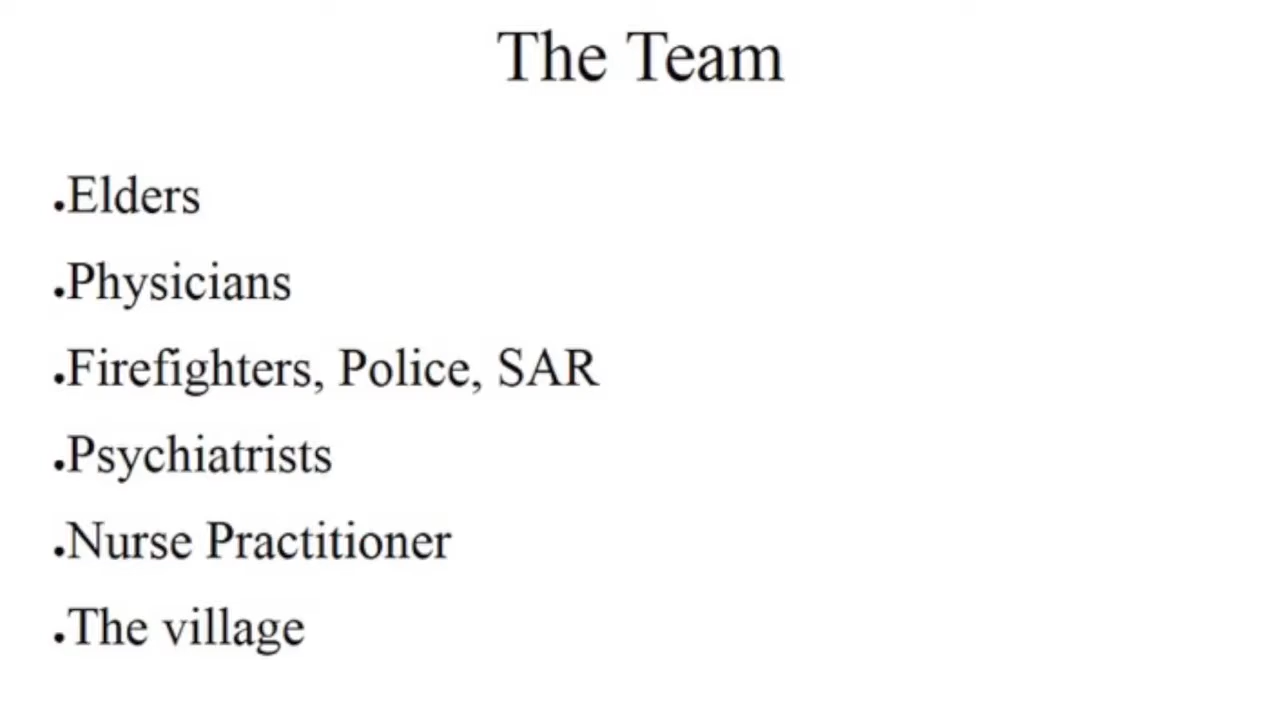 The Team
.Elders
.Physicians
.Firefighters, Police, SAR
.Psychiatrists
.Nurse Practitioner
.The village